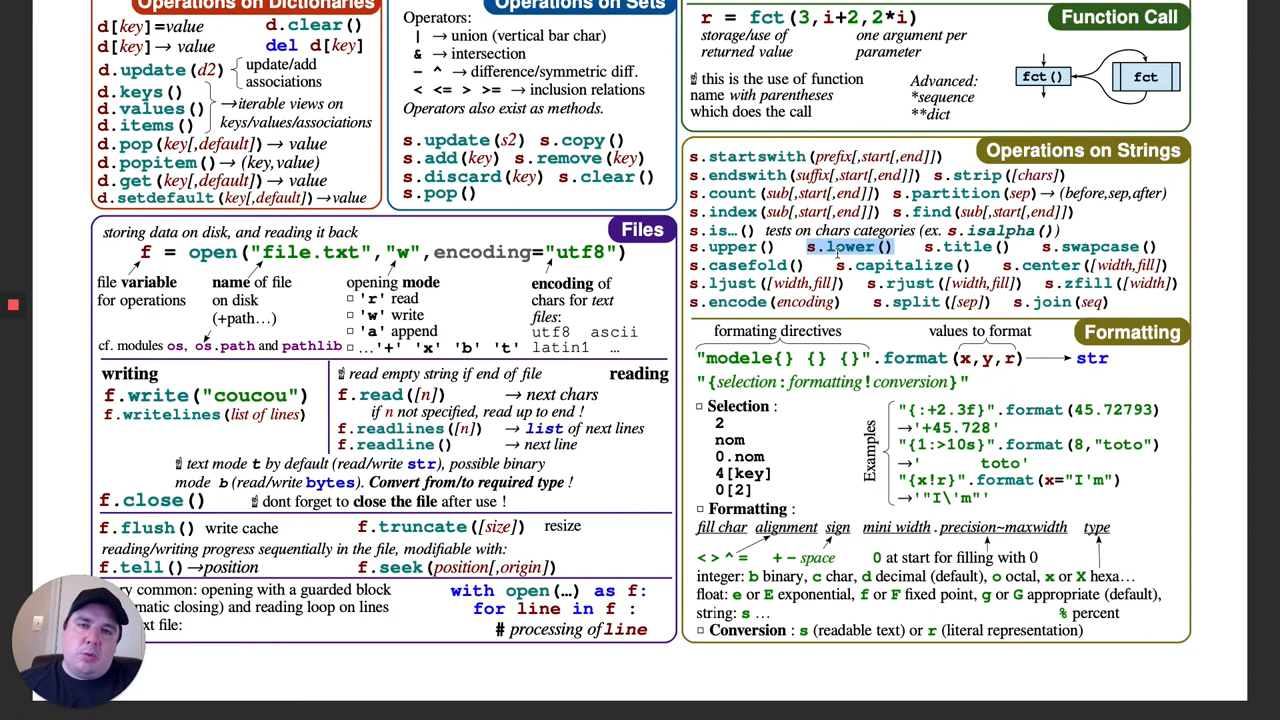 Operations on Dictionaries
d[key]=value d.clear()
d[key]→ value del d[key]
d.update(d2) update/add
associations
d.keys()
d.values() →iterable views on
d.items() keys/values/associations
d.pop(key[,default])→ value
d.popitem()→ (key,value)
d.get(key[,default])→ value
d.setdefault(key[,default])→value
Operations on Sets
Operators:
| → union (vertical bar char)
& → intersection
- ^ → difference/symmetric diff.
< <= > >= → inclusion relations
Operators also exist as methods.
s.update(s2) s.copy()
s.add(key) s.remove(key)
s.discard(key) s.clear()
s.pop()
r = fct(3,i+2,2*i) Function Call
storage/use of one argument per
returned value parameter
☝ this is the use of function
name with parentheses
which does the call
Advanced:
*sequence
**dict
fct() fct
Files
storing data on disk, and reading it back
f = open("file.txt","w",encoding="utf8")
file variable
for operations
name of file
on disk
(+path…)
opening mode
□ 'r' read
□ 'w' write
□ 'a' append
□ …'+' 'x' 'b' 't'
encoding of
chars for text
files:
utf8 ascii
latin1 …
cf. modules os, os.path and pathlib
writing
f.write("coucou")
f.writelines(list of lines)
☝ read empty string if end of file reading
f.read([n]) → next chars
if n not specified, read up to end !
f.readlines([n]) → list of next lines
f.readline() → next line
☝ text mode t by default (read/write str), possible binary
mode b (read/write bytes). Convert from/to required type !
f.close() ☝ dont forget to close the file after use !
f.flush() write cache f.truncate([size]) resize
reading/writing progress sequentially in the file, modifiable with:
f.tell()→position f.seek(position[,origin])
ry common: opening with a guarded block
matic closing) and reading loop on lines
xt file:
with open(…) as f:
for line in f :
# processing of line
Operations on Strings
s.startswith(prefix[,start[,end]])
s.endswith(suffix[,start[,end]]) s.strip([chars])
s.count(sub[,start[,end]]) s.partition(sep)→ (before,sep,after)
s.index(sub[,start[,end]]) s.find(sub[,start[,end]])
s.is…() tests on chars categories (ex. s.isalpha())
s.upper() s.lower() s.title() s.swapcase()
s.casefold() s.capitalize() s.center([width,fill])
s.ljust([width,fill]) s.rjust([width,fill]) s.zfill([width])
s.encode(encoding) s.split([sep]) s.join(seq)
formating directives values to format Formatting
"modele{} {} {}".format(x,y,r) str
"{selection:formatting!conversion}"
□ Selection :
2
nom
0.nom
4[key]
0[2]
Examples
"{:+2.3f}".format(45.72793)
→'+45.728'
"{1:>10s}".format(8,"toto")
→' toto'
"{x!r}".format(x="I'm")
→'"I\'m"'
□ Formatting :
fill char alignment sign mini width.precision~maxwidth type
< > ^ = + - space 0 at start for filling with 0
integer: b binary, c char, d decimal (default), o octal, x or X hexa…
float: e or E exponential, f or F fixed point, g or G appropriate (default),
string: s … % percent
□ Conversion : s (readable text) or r (literal representation)